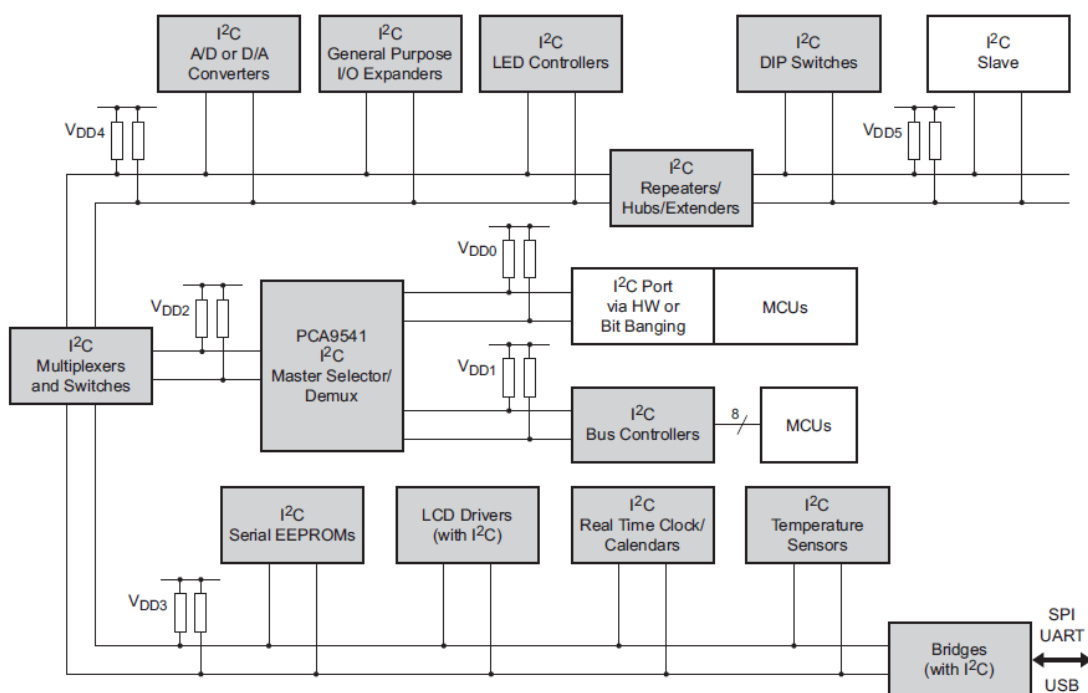 I²C
A/D or D/A
Converters
I²C
General Purpose
I/O Expanders
I²C
LED Controllers
I²C
DIP Switches
I²C
Slave
VDD4
VDD5
I²C
Repeaters/
Hubs/Extenders
VDD0
I²C Port
via HW or
Bit Banging
MCUs
VDD2
PCA9541
I²C
Master Selector/
Demux
I²C
Multiplexers
and Switches
VDD1
I²C
Bus Controllers
8
MCUs
I²C
Serial EEPROMs
LCD Drivers
(with I²C)
I²C
Real Time Clock/
Calendars
I²C
Temperature
Sensors
VDD3
Bridges
(with I²C)
SPI
UART
USB